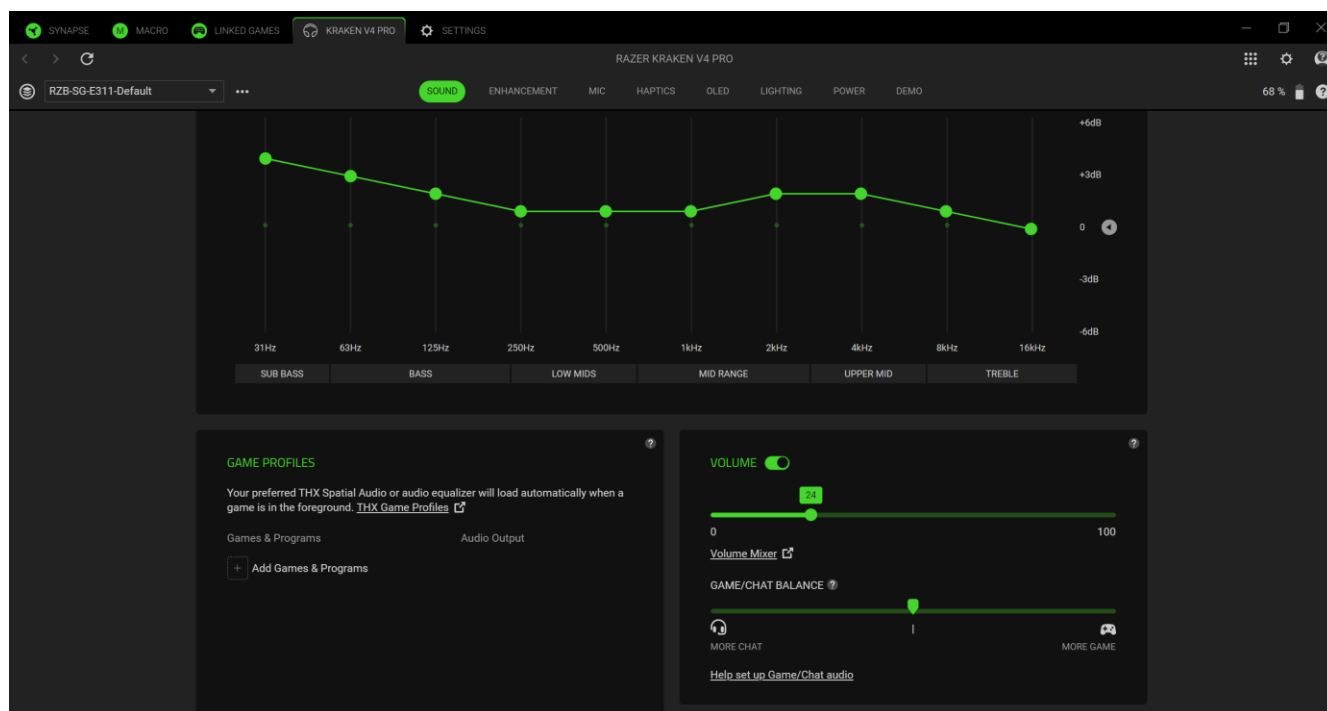 SYNAPSE M MACRO LINKED GAMES KRAKEN V4 PRO SETTINGS
RAZER KRAKEN V4 PRO
RZB-SG-E311-Default SOUND ENHANCEMENT MIC HAPTICS OLED LIGHTING POWER DEMO 68 % ?
+6dB
+3dB
0
-3dB
-6dB
31Hz 63Hz 125Hz 250Hz 500Hz 1kHz 2kHz 4kHz 8kHz 16kHz
SUB BASS BASS LOW MIDS MID RANGE UPPER MID TREBLE
?
GAME PROFILES
Your preferred THX Spatial Audio or audio equalizer will load automatically when a
game is in the foreground. THX Game Profiles
Games & Programs Audio Output
+ Add Games & Programs
?
VOLUME
24
0 100
Volume Mixer
GAME/CHAT BALANCE ?
MORE CHAT MORE GAME
Help set up Game/Chat audio